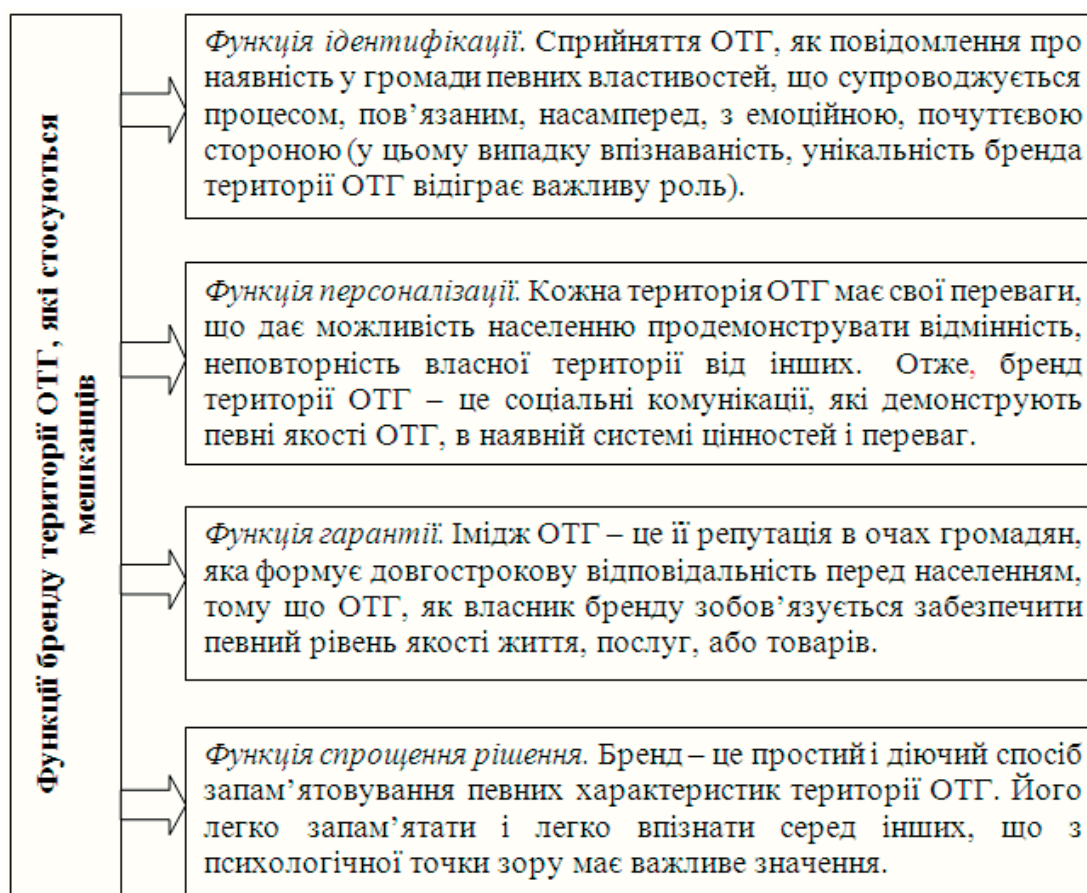 Функції бренду території ОТГ, які стосуються
мешканців
Функція ідентифікації. Сприйняття ОТГ, як повідомлення про
наявність у громади певних властивостей, що супроводжується
процесом, пов’язаним, насамперед, з емоційною, почуттєвою
стороною (у цьому випадку впізнаваність, унікальність бренда
території ОТГ відіграє важливу роль).
Функція персоналізації. Кожна територія ОТГ має свої переваги,
що дає можливість населенню продемонструвати відмінність,
неповторність власної території від інших. Отже, бренд
території ОТГ – це соціальні комунікації, які демонструють
певні якості ОТГ, в наявній системі цінностей і переваг.
Функція гарантії. Імідж ОТГ – це її репутація в очах громадян,
яка формує довгострокову відповідальність перед населенням,
тому що ОТГ, як власник бренду зобов’язується забезпечити
певний рівень якості життя, послуг, або товарів.
Функція спрощення рішення. Бренд – це простий і діючий спосіб
запам’ятовування певних характеристик території ОТГ. Його
легко запам’ятати і легко впізнати серед інших, що з
психологічної точки зору має важливе значення.